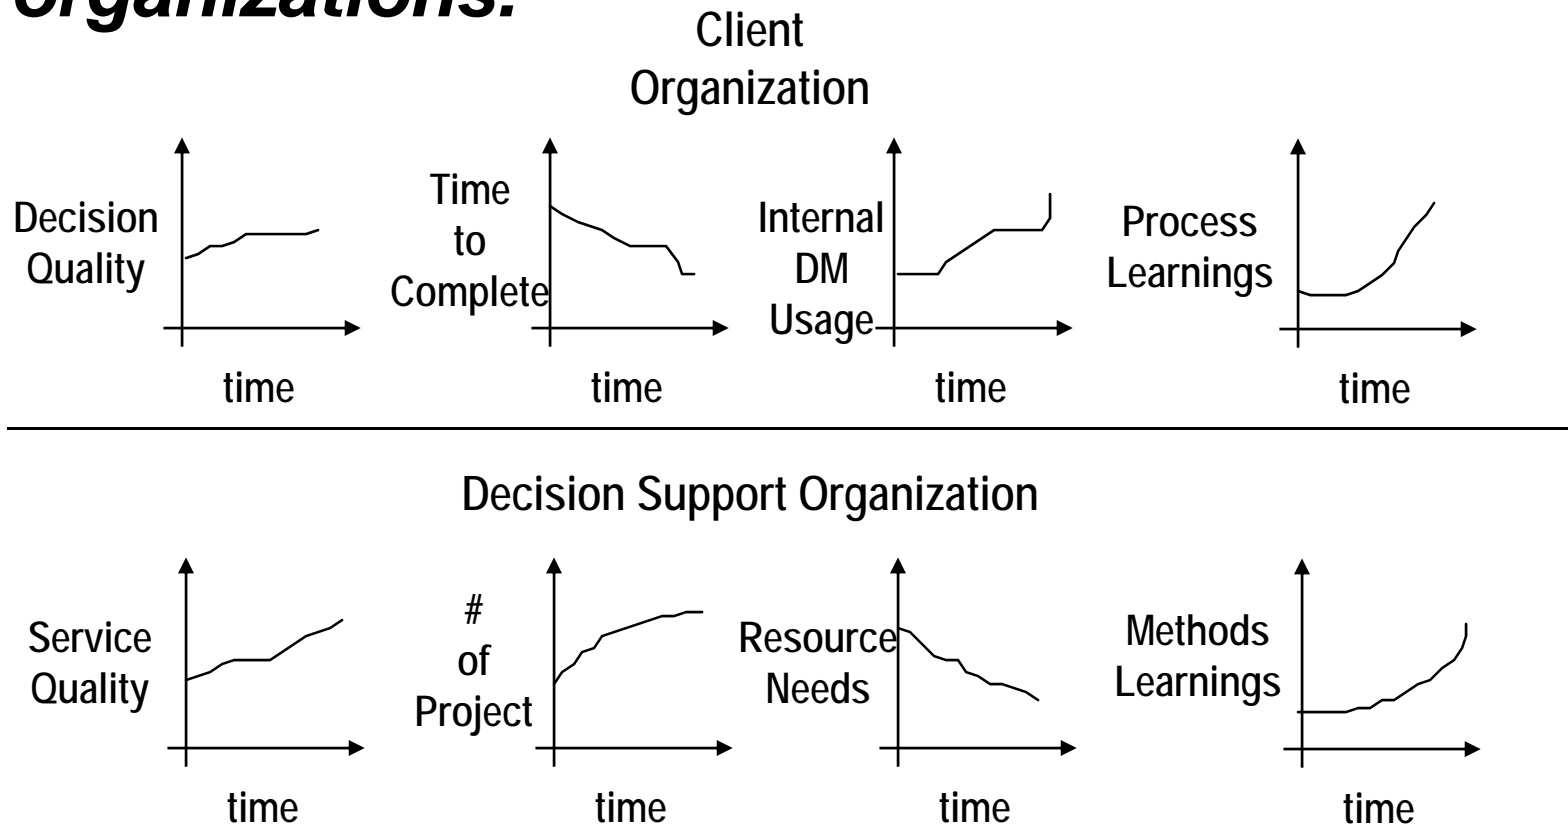 organizations.
Client
Organization
Decision
Quality
time
Time
to
Complete
time
Internal
DM
Usage
time
Process
Learnings
time
Decision Support Organization
Service
Quality
time
#
of
Project
time
Resource
Needs
time
Methods
Learnings
time